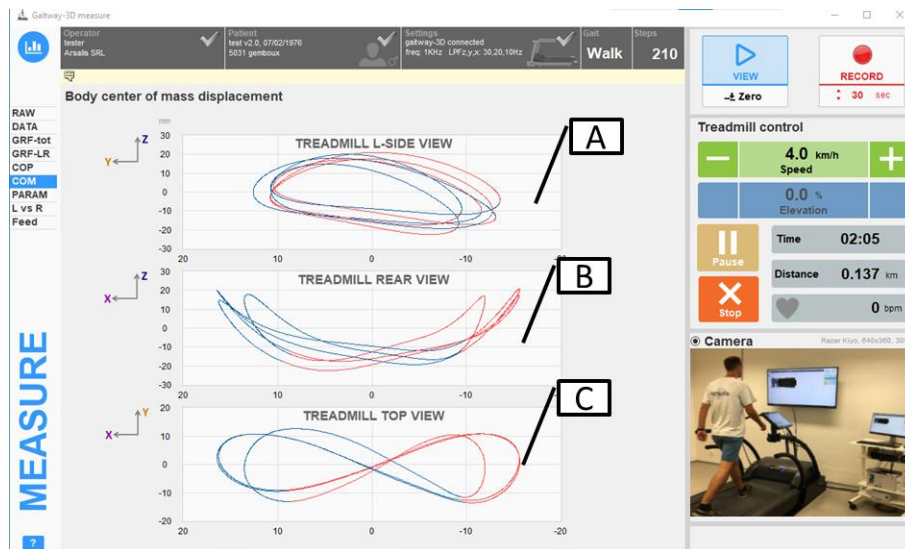 Gaitway-3D measure
Operator
tester
Arsalis SRL
Patient
test v2.0, 07/02/1976
5031 gembloux
Settings
gaitway-3D connected
freq: 1KHz LPFz,y,x: 30,20,10Hz
Gait
Walk
Steps
210
VIEW
Zero
RECORD
30 sec
Body center of mass displacement
RAW
DATA
GRF-tot
GRF-LR
COP
COM
PARAM
L vs R
Feed
MEASURE
?
mm
Z
Y
TREADMILL L-SIDE VIEW
30
20
10
0
-10
-20
-30
20 10 0 -10 -20
A
Z
X
TREADMILL REAR VIEW
30
20
10
0
-10
-20
-30
20 10 0 -10 -20
B
Y
X
TREADMILL TOP VIEW
20
10
0
-10
-20
20 10 0 -10 -20
C
Treadmill control
4.0 km/h
Speed
0.0 %
Elevation
Pause
Stop
Time 02:05
Distance 0.137 km
0 bpm
Camera
Razer Kiyo, 640x360, 30